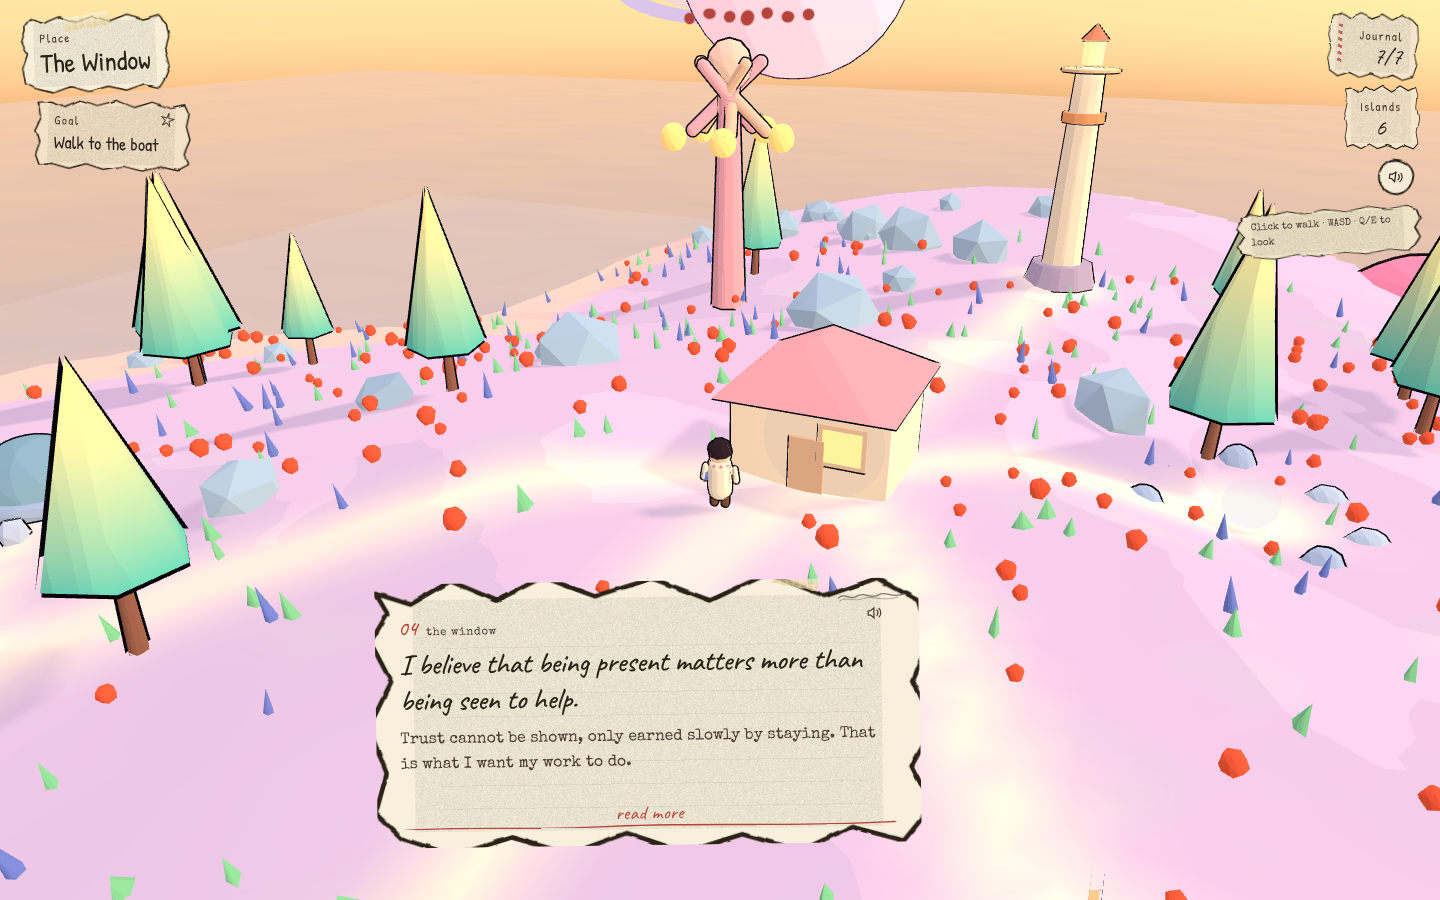 Place
The Window
Goal
Walk to the boat
Journal
7/7
Islands
6
Click to walk · WASD · Q/E to
look
04 the window
I believe that being present matters more than
being seen to help.
Trust cannot be shown, only earned slowly by staying. That
is what I want my work to do.
read more